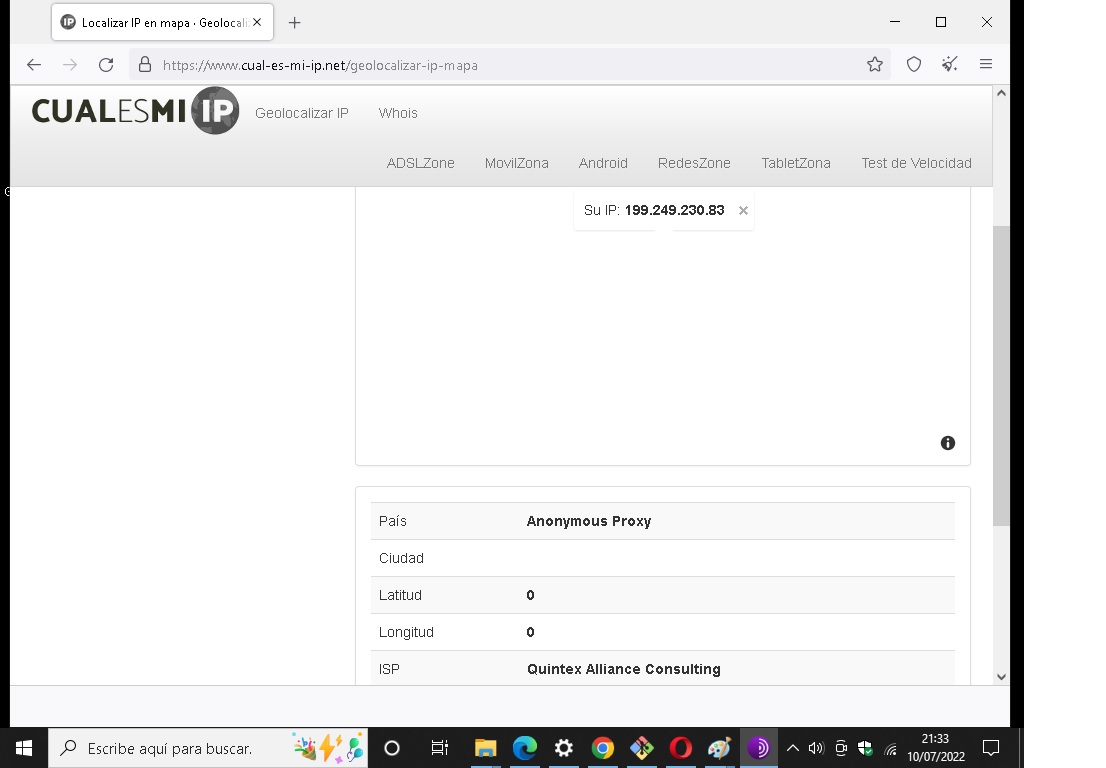 Localizar IP en mapa · Geolocali
https://www.cual-es-mi-ip.net/geolocalizar-ip-mapa
CUALESMI IP Geolocalizar IP Whois
ADSLZone MovilZona Android RedesZone TabletZona Test de Velocidad
G
Su IP: 199.249.230.83
País Anonymous Proxy
Ciudad
Latitud 0
Longitud 0
ISP Quintex Alliance Consulting
Escribe aquí para buscar.
21:33
10/07/2022